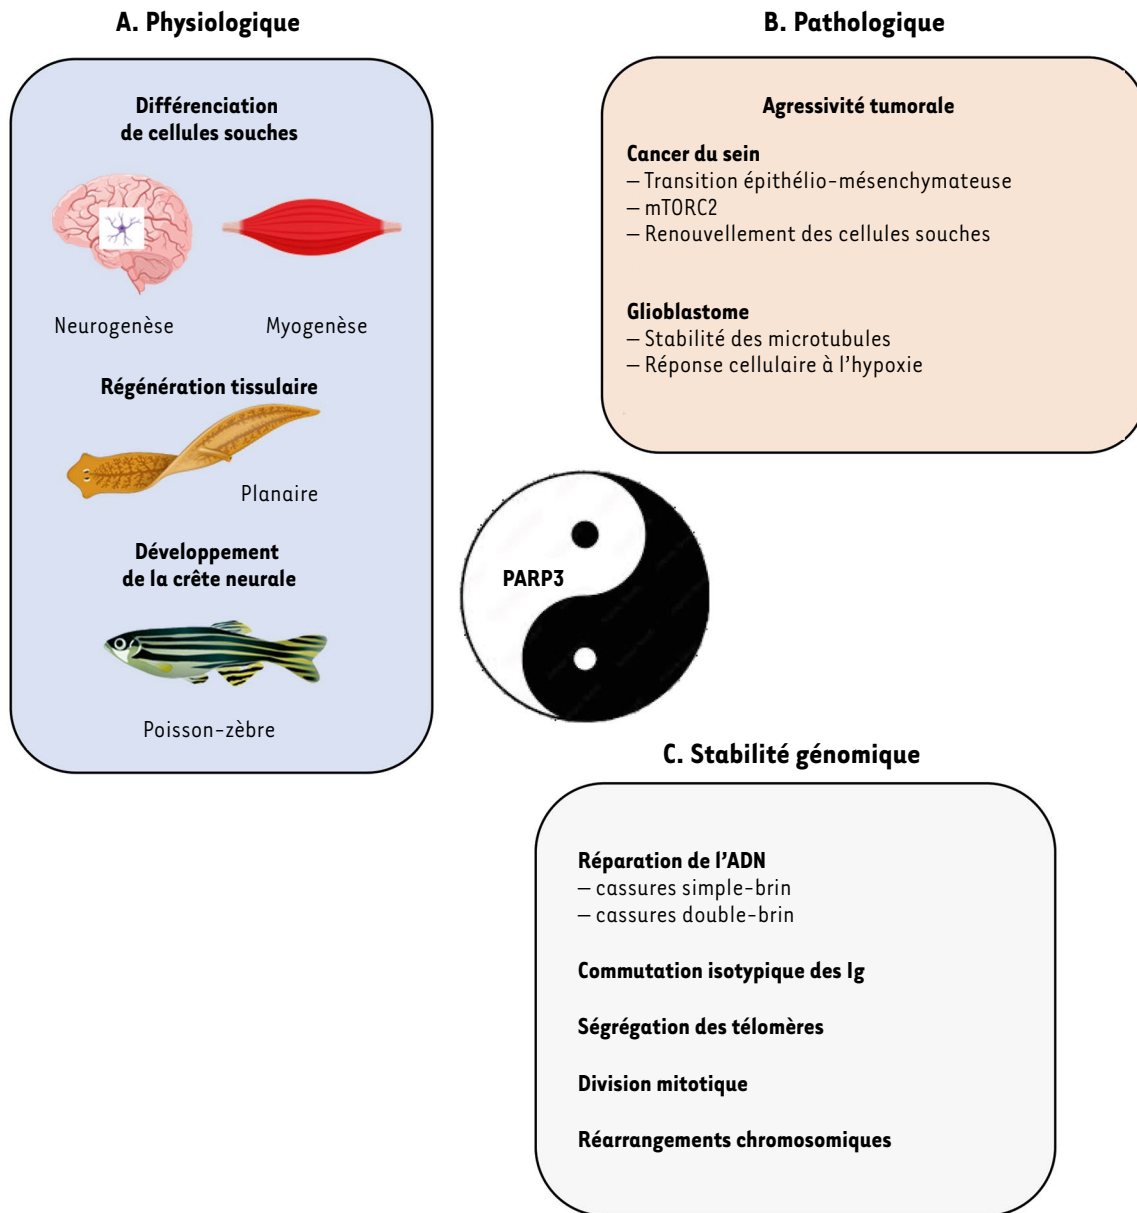 A. Physiologique
Différenciation
de cellules souches
Neurogenèse
Myogenèse
Régénération tissulaire
Planaire
Développement
de la crête neurale
Poisson-zèbre
B. Pathologique
Agressivité tumorale
Cancer du sein
– Transition épithélio-mésenchymateuse
– mTORC2
– Renouvellement des cellules souches
Glioblastome
– Stabilité des microtubules
– Réponse cellulaire à l’hypoxie
PARP3
C. Stabilité génomique
Réparation de l’ADN
– cassures simple-brin
– cassures double-brin
Commutation isotypique des Ig
Ségrégation des télomères
Division mitotique
Réarrangements chromosomiques